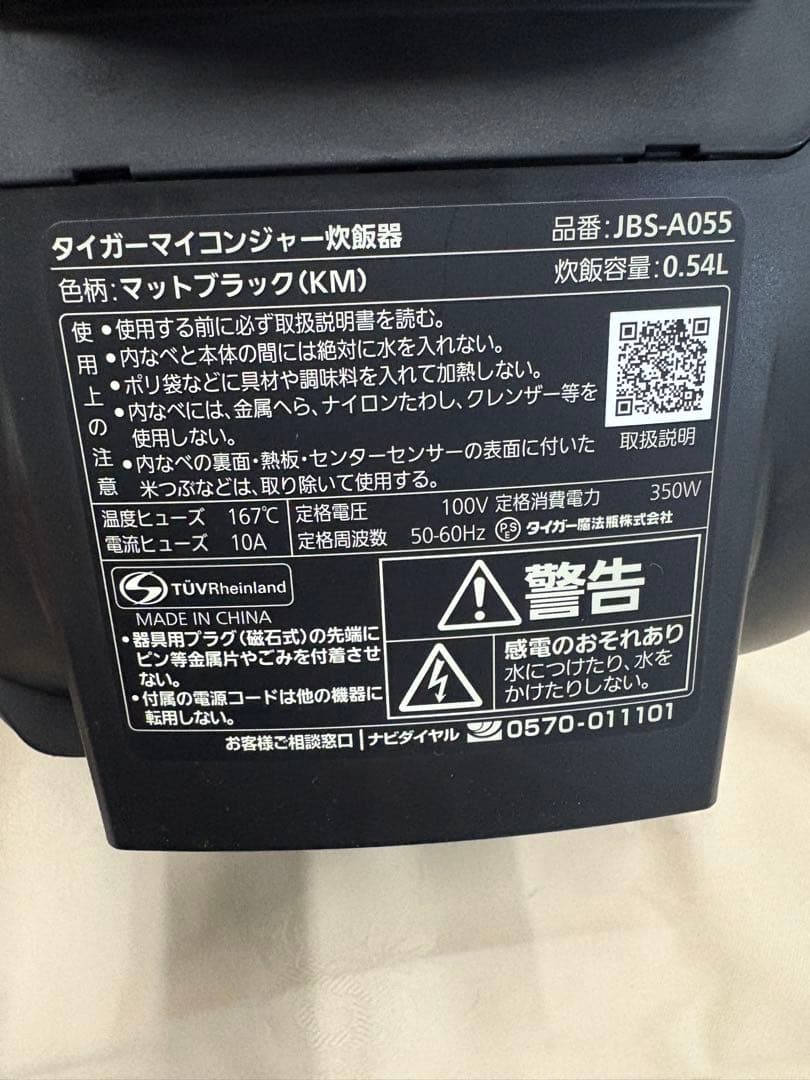 タイガーマイコンジャー炊飯器
品番:JBS-A055
色柄:マットブラック(KM)
炊飯容量:0.54L
使用上の注意
•使用する前に必ず取扱説明書を読む。
•内なべと本体の間には絶対に水を入れない。
•ポリ袋などに具材や調味料を入れて加熱しない。
•内なべには、金属へら、ナイロンたわし、クレンザー等を
使用しない。
•内なべの裏面・熱板・センターセンサーの表面に付いた
米つぶなどは、取り除いて使用する。
取扱説明
温度ヒューズ 167℃
電流ヒューズ 10A
定格電圧 100V 定格消費電力 350W
定格周波数 50-60Hz PSE タイガー魔法瓶株式会社
TÜVRheinland
MADE IN CHINA
•器具用プラグ(磁石式)の先端に
ピン等金属片やごみを付着させ
ない。
•付属の電源コードは他の機器に
転用しない。
警告
感電のおそれあり
水につけたり、水を
かけたりしない。
お客様ご相談窓口|ナビダイヤル 0570-011101